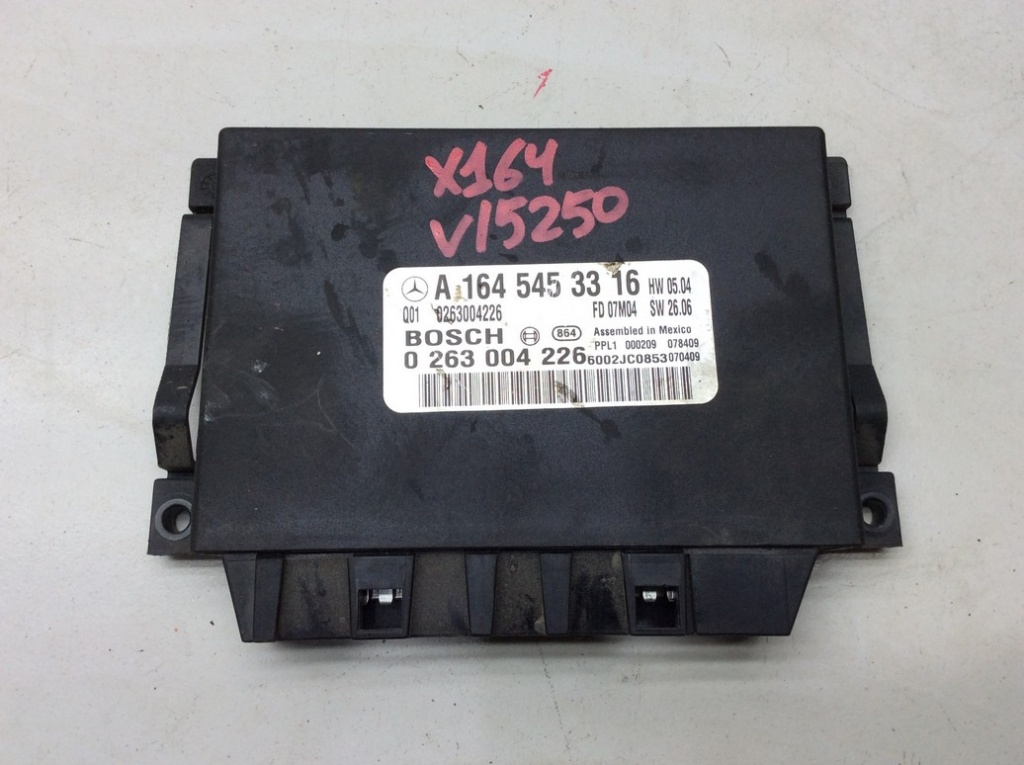 X164
V15250
A 164 545 33 16 HW 05.04
Q01 0263004226 FD 07M04 SW 26.06
BOSCH 864 Assembled in Mexico
PPL1 000209 078409
0 263 004 226 6002JC0853070409